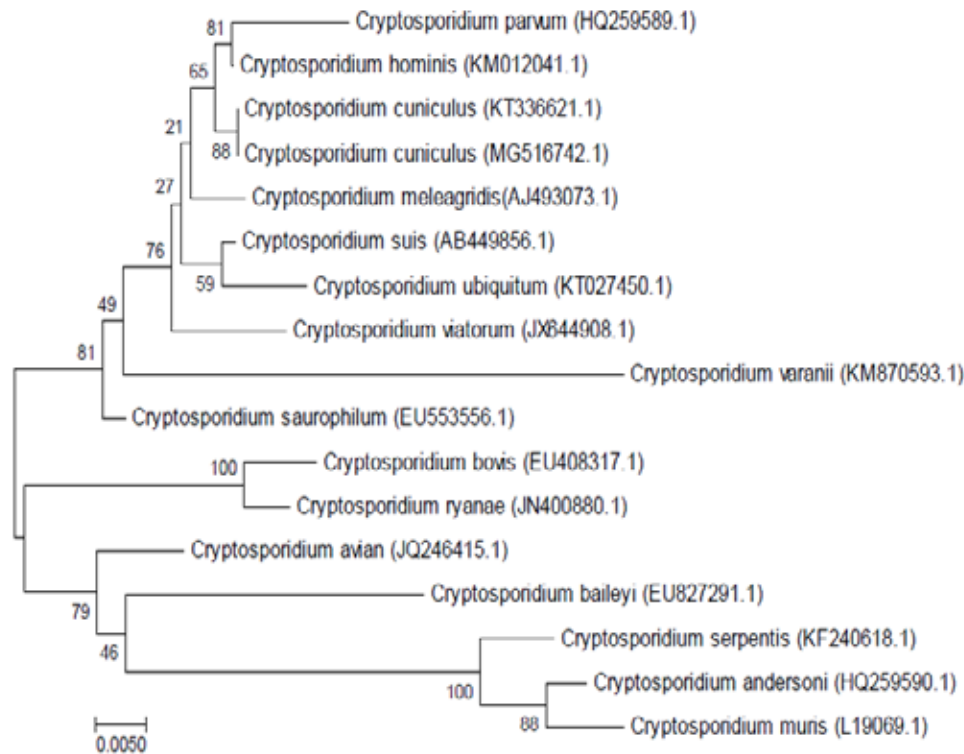 81
Cryptosporidium parvum (HQ259589.1)
65
Cryptosporidium hominis (KM012041.1)
Cryptosporidium cuniculus (KT336621.1)
21
88
Cryptosporidium cuniculus (MG516742.1)
27
Cryptosporidium meleagridis(AJ493073.1)
76
Cryptosporidium suis (AB449856.1)
59
Cryptosporidium ubiquitum (KT027450.1)
49
Cryptosporidium viatorum (JX644908.1)
81
Cryptosporidium varanii (KM870593.1)
Cryptosporidium saurophilum (EU553556.1)
100
Cryptosporidium bovis (EU408317.1)
Cryptosporidium ryanae (JN400880.1)
Cryptosporidium avian (JQ246415.1)
79
Cryptosporidium baileyi (EU827291.1)
46
Cryptosporidium serpentis (KF240618.1)
100
Cryptosporidium andersoni (HQ259590.1)
88
Cryptosporidium muris (L19069.1)
0.0050